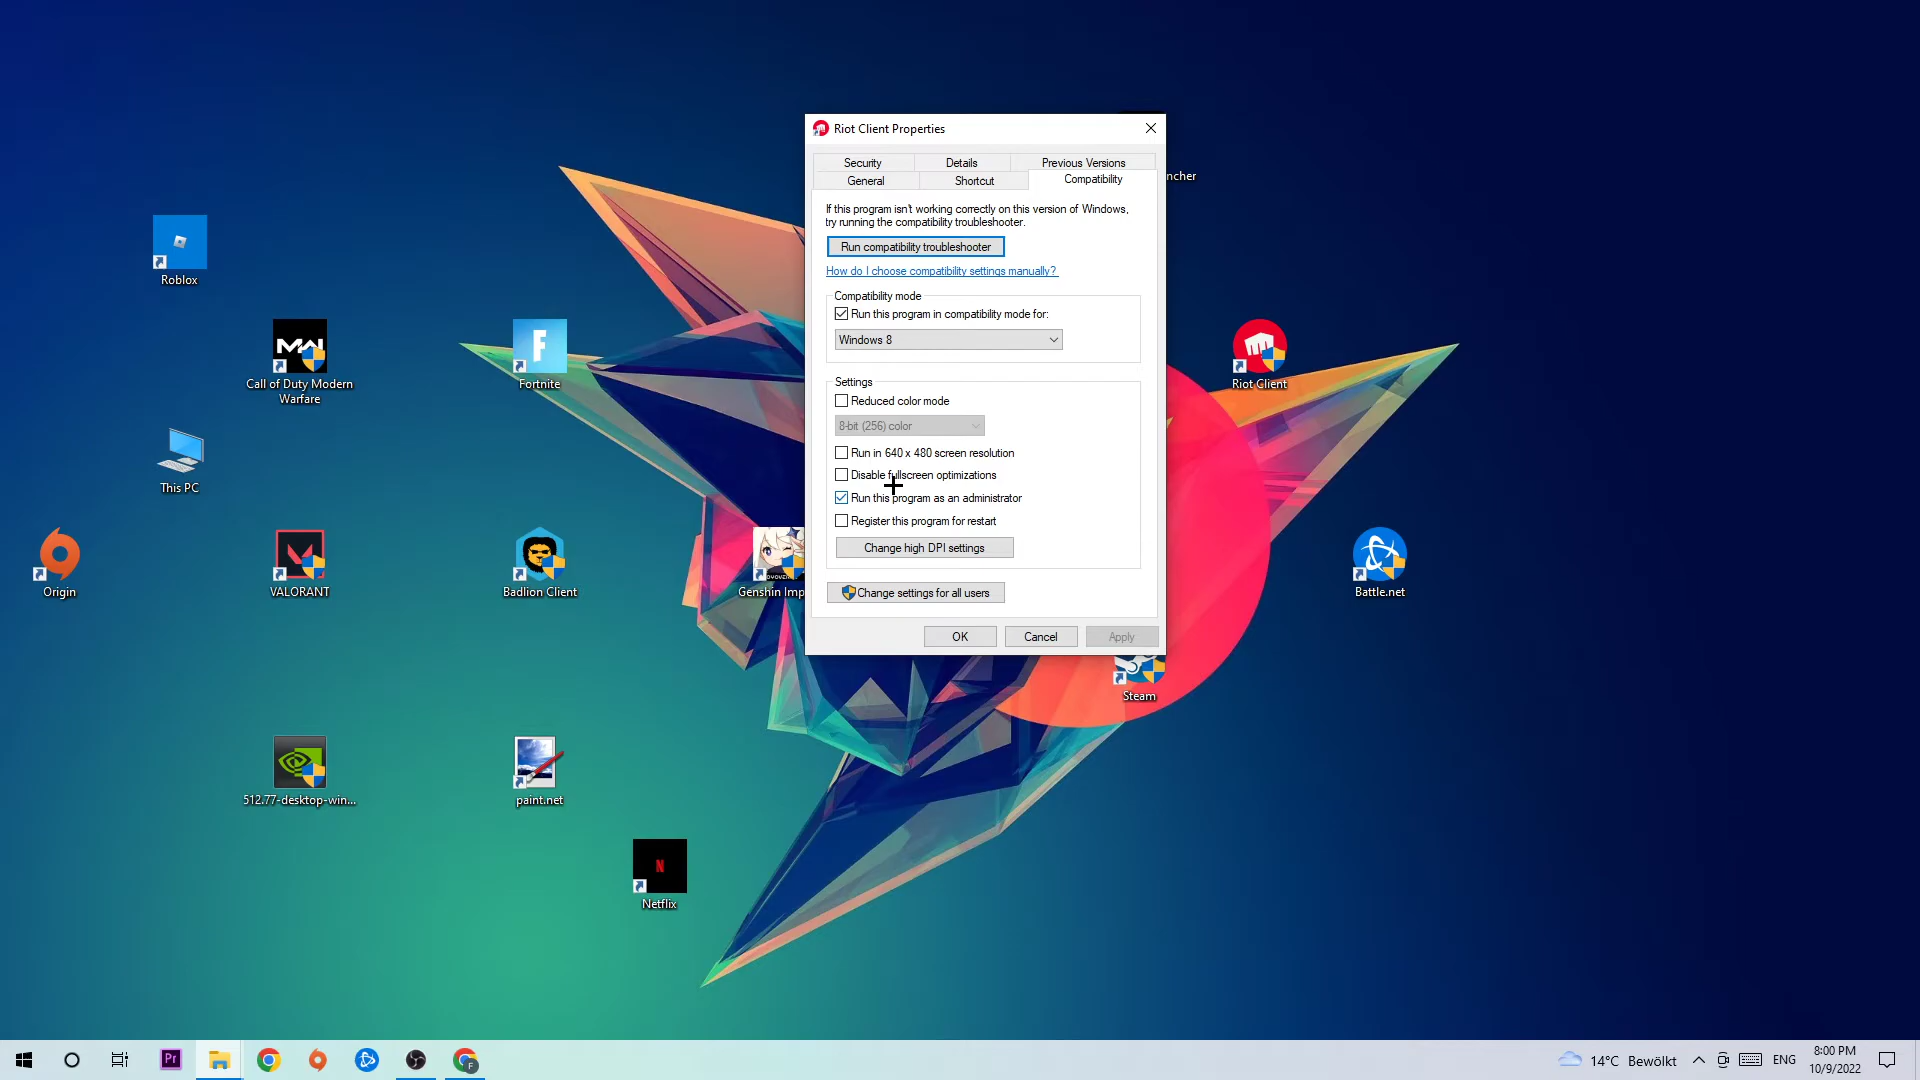 Riot Client Properties
Security
Details
Previous Versions
General
Shortcut
Compatibility
If this program isn't working correctly on this version of Windows,
try running the compatibility troubleshooter.
Run compatibility troubleshooter
How do I choose compatibility settings manually?
Compatibility mode
Run this program in compatibility mode for:
Windows 8
Settings
Reduced color mode
8-bit (256) color
Run in 640 x 480 screen resolution
Disable fullscreen optimizations
Run this program as an administrator
Register this program for restart
Change high DPI settings
Change settings for all users
OK
Cancel
Apply
ncher
Roblox
Call of Duty Modern
Warfare
Fortnite
Riot Client
This PC
Origin
VALORANT
Badlion Client
Genshin Imp
Battle.net
Steam
512.77-desktop-win...
paint.net
Netflix
Pr
F
14°C Bewölkt
ENG
8:00 PM
10/9/2022